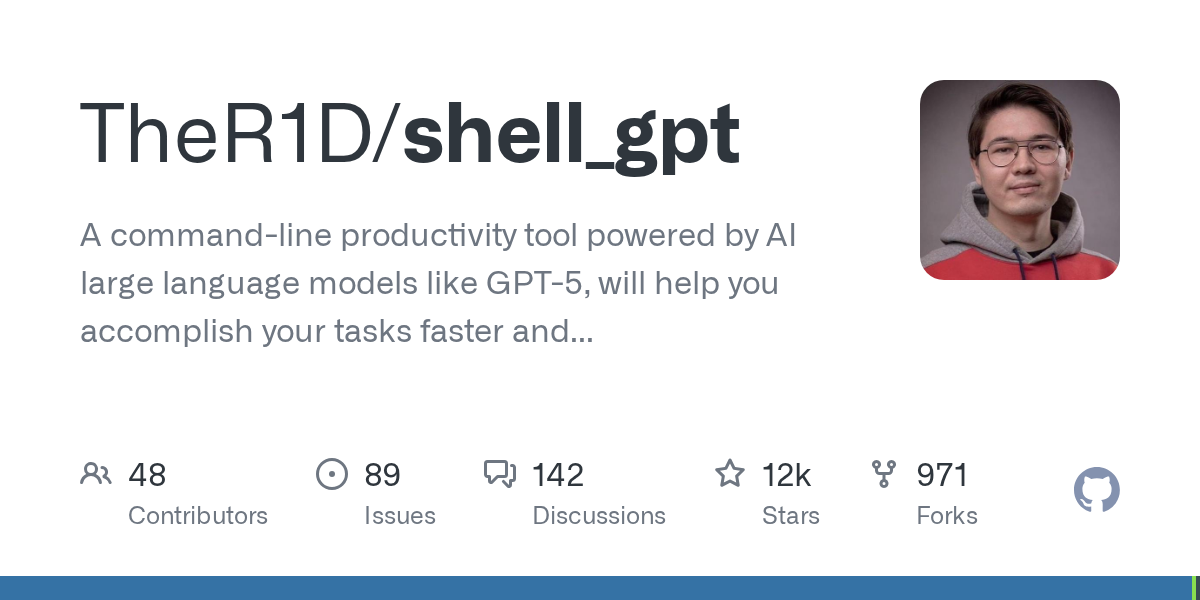 TheR1D/shell_gpt
A command-line productivity tool powered by AI
large language models like GPT-5, will help you
accomplish your tasks faster and...
48
Contributors
89
Issues
142
Discussions
12k
Stars
971
Forks